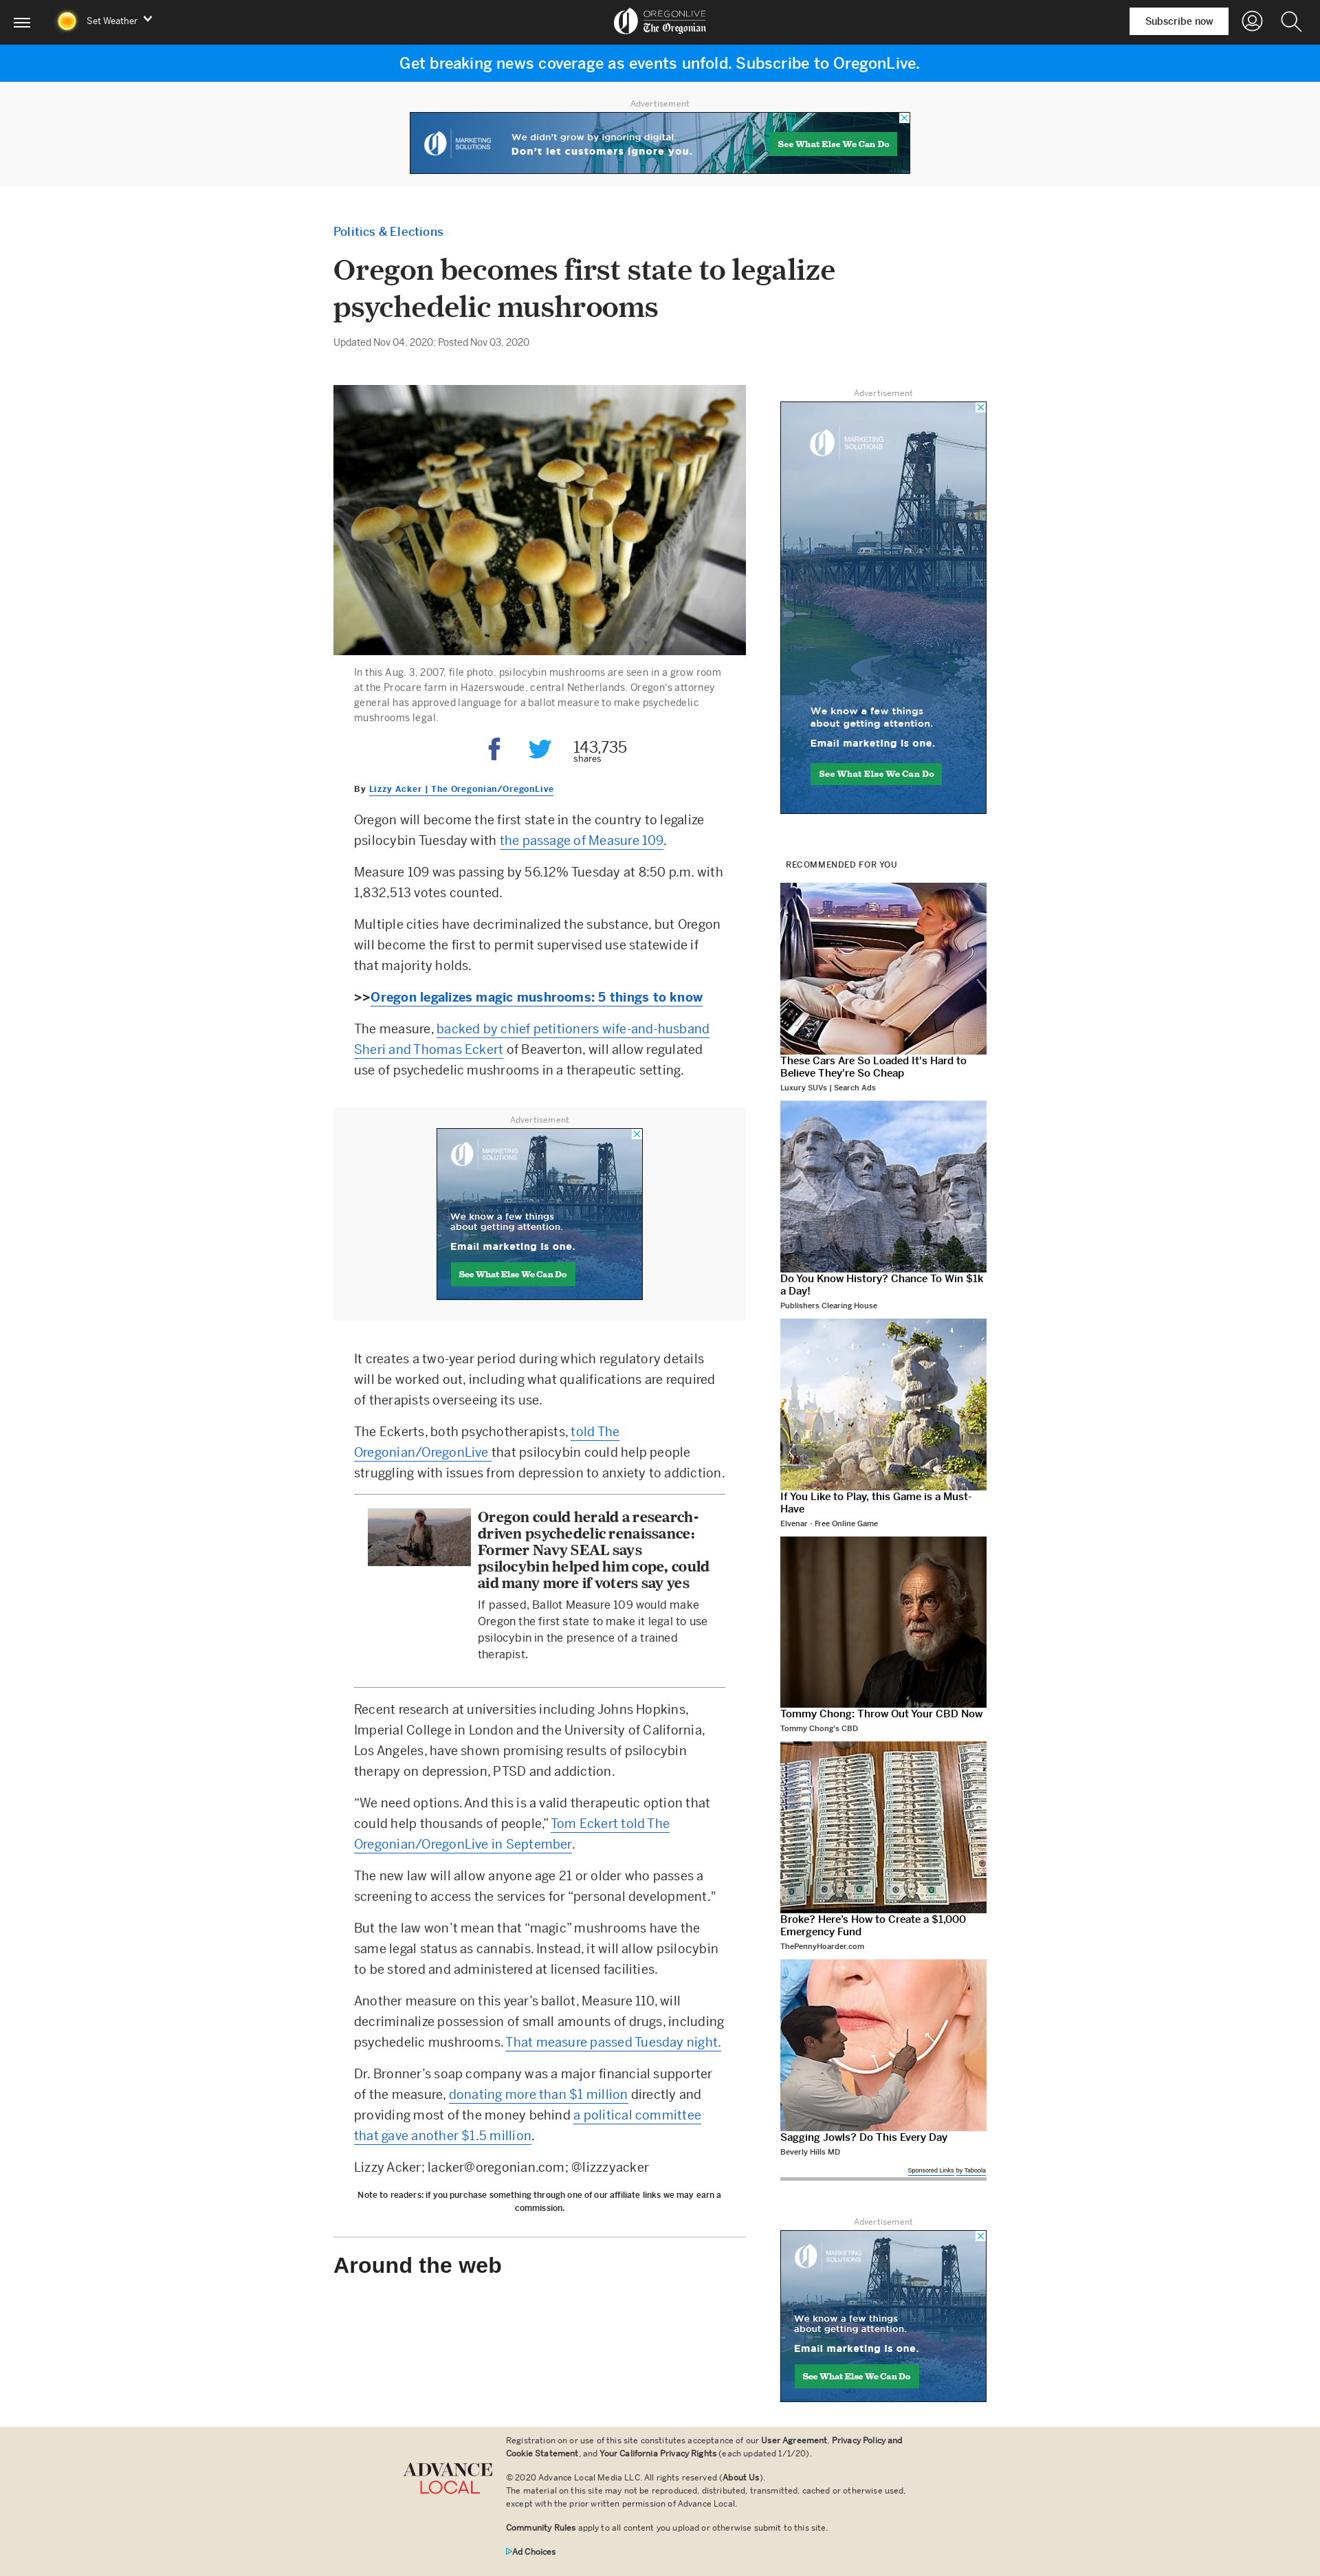 Set Weather
OREGONLIVE
The Oregonian
Subscribe now
Get breaking news coverage as events unfold. Subscribe to OregonLive.
Advertisement
MARKETING
SOLUTIONS
We didn't grow by ignoring digital.
Don't let customers ignore you.
See What Else We Can Do
Politics & Elections
Oregon becomes first state to legalize
psychedelic mushrooms
Updated Nov 04, 2020; Posted Nov 03, 2020
In this Aug. 3, 2007, file photo, psilocybin mushrooms are seen in a grow room
at the Procare farm in Hazerswoude, central Netherlands. Oregon's attorney
general has approved language for a ballot measure to make psychedelic
mushrooms legal.
143,735
shares
By Lizzy Acker | The Oregonian/OregonLive
Oregon will become the first state in the country to legalize
psilocybin Tuesday with the passage of Measure 109.
Measure 109 was passing by 56.12% Tuesday at 8:50 p.m. with
1,832,513 votes counted.
Multiple cities have decriminalized the substance, but Oregon
will become the first to permit supervised use statewide if
that majority holds.
>>Oregon legalizes magic mushrooms: 5 things to know
The measure, backed by chief petitioners wife-and-husband
Sheri and Thomas Eckert of Beaverton, will allow regulated
use of psychedelic mushrooms in a therapeutic setting.
Advertisement
MARKETING
SOLUTIONS
We know a few things
about getting attention.
Email marketing is one.
See What Else We Can Do
It creates a two-year period during which regulatory details
will be worked out, including what qualifications are required
of therapists overseeing its use.
The Eckerts, both psychotherapists, told The
Oregonian/OregonLive that psilocybin could help people
struggling with issues from depression to anxiety to addiction.
Oregon could herald a research-
driven psychedelic renaissance:
Former Navy SEAL says
psilocybin helped him cope, could
aid many more if voters say yes
If passed, Ballot Measure 109 would make
Oregon the first state to make it legal to use
psilocybin in the presence of a trained
therapist.
Recent research at universities including Johns Hopkins,
Imperial College in London and the University of California,
Los Angeles, have shown promising results of psilocybin
therapy on depression, PTSD and addiction.
“We need options. And this is a valid therapeutic option that
could help thousands of people,” Tom Eckert told The
Oregonian/OregonLive in September.
The new law will allow anyone age 21 or older who passes a
screening to access the services for “personal development."
But the law won’t mean that “magic” mushrooms have the
same legal status as cannabis. Instead, it will allow psilocybin
to be stored and administered at licensed facilities.
Another measure on this year’s ballot, Measure 110, will
decriminalize possession of small amounts of drugs, including
psychedelic mushrooms. That measure passed Tuesday night.
Dr. Bronner’s soap company was a major financial supporter
of the measure, donating more than $1 million directly and
providing most of the money behind a political committee
that gave another $1.5 million.
Lizzy Acker; lacker@oregonian.com; @lizzzyacker
Note to readers: if you purchase something through one of our affiliate links we may earn a
commission.
Around the web
Advertisement
MARKETING
SOLUTIONS
We know a few things
about getting attention.
Email marketing is one.
See What Else We Can Do
RECOMMENDED FOR YOU
These Cars Are So Loaded It's Hard to
Believe They're So Cheap
Luxury SUVs | Search Ads
Do You Know History? Chance To Win $1k
a Day!
Publishers Clearing House
If You Like to Play, this Game is a Must-
Have
Elvenar - Free Online Game
Tommy Chong: Throw Out Your CBD Now
Tommy Chong's CBD
Broke? Here's How to Create a $1,000
Emergency Fund
ThePennyHoarder.com
Sagging Jowls? Do This Every Day
Beverly Hills MD
Sponsored Links by Taboola
Advertisement
MARKETING
SOLUTIONS
We know a few things
about getting attention.
Email marketing is one.
See What Else We Can Do
ADVANCE
LOCAL
Registration on or use of this site constitutes acceptance of our User Agreement, Privacy Policy and
Cookie Statement, and Your California Privacy Rights (each updated 1/1/20).
© 2020 Advance Local Media LLC. All rights reserved (About Us).
The material on this site may not be reproduced, distributed, transmitted, cached or otherwise used,
except with the prior written permission of Advance Local.
Community Rules apply to all content you upload or otherwise submit to this site.
Ad Choices